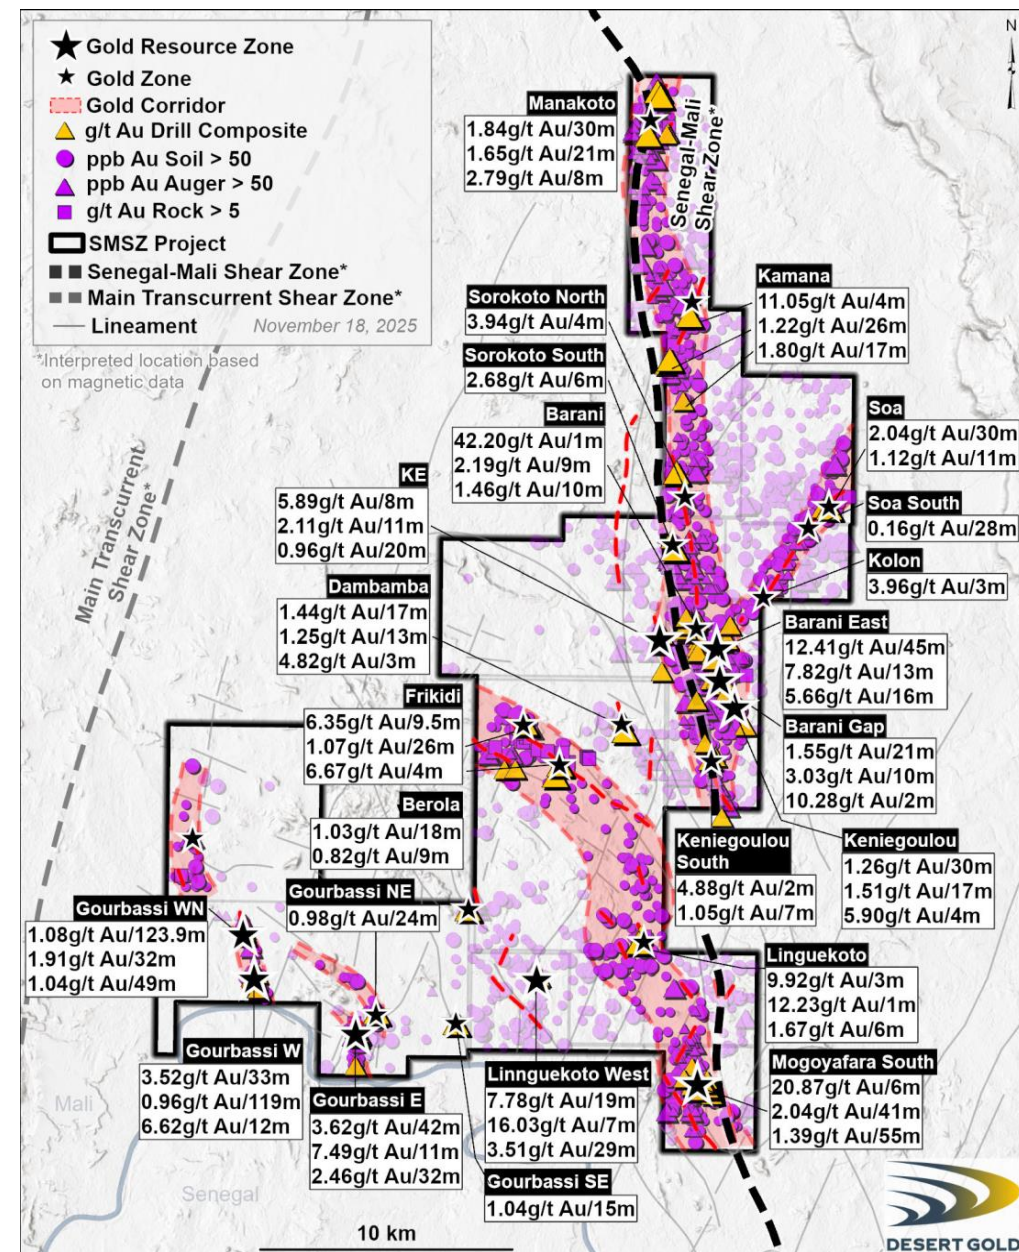 Gold Resource Zone
Gold Zone
Gold Corridor
g/t Au Drill Composite
ppb Au Soil > 50
ppb Au Auger > 50
g/t Au Rock > 5
SMSZ Project
Senegal-Mali Shear Zone*
Main Transcurrent Shear Zone*
Lineament
November 18, 2025
*Interpreted location based
on magnetic data
N
Manakoto
1.84g/t Au/30m
1.65g/t Au/21m
2.79g/t Au/8m
Senegal-Mali
Shear Zone*
Kamana
11.05g/t Au/4m
1.22g/t Au/26m
1.80g/t Au/17m
Sorokoto North
3.94g/t Au/4m
Sorokoto South
2.68g/t Au/6m
Barani
42.20g/t Au/1m
2.19g/t Au/9m
1.46g/t Au/10m
Soa
2.04g/t Au/30m
1.12g/t Au/11m
KE
5.89g/t Au/8m
2.11g/t Au/11m
0.96g/t Au/20m
Soa South
0.16g/t Au/28m
Kolon
3.96g/t Au/3m
Main Transcurrent
Shear Zone*
Dambamba
1.44g/t Au/17m
1.25g/t Au/13m
4.82g/t Au/3m
Barani East
12.41g/t Au/45m
7.82g/t Au/13m
5.66g/t Au/16m
Frikidi
6.35g/t Au/9.5m
1.07g/t Au/26m
6.67g/t Au/4m
Barani Gap
1.55g/t Au/21m
3.03g/t Au/10m
10.28g/t Au/2m
Berola
1.03g/t Au/18m
0.82g/t Au/9m
Keniegoulou
South
4.88g/t Au/2m
1.05g/t Au/7m
Keniegoulou
1.26g/t Au/30m
1.51g/t Au/17m
5.90g/t Au/4m
Gourbassi NE
0.98g/t Au/24m
Gourbassi WN
1.08g/t Au/123.9m
1.91g/t Au/32m
1.04g/t Au/49m
Linguekoto
9.92g/t Au/3m
12.23g/t Au/1m
1.67g/t Au/6m
Gourbassi W
3.52g/t Au/33m
0.96g/t Au/119m
6.62g/t Au/12m
Gourbassi E
3.62g/t Au/42m
7.49g/t Au/11m
2.46g/t Au/32m
Linnguekoto West
7.78g/t Au/19m
16.03g/t Au/7m
3.51g/t Au/29m
Mogoyafara South
20.87g/t Au/6m
2.04g/t Au/41m
1.39g/t Au/55m
Gourbassi SE
1.04g/t Au/15m
Mali
Senegal
10 km
DESERT GOLD